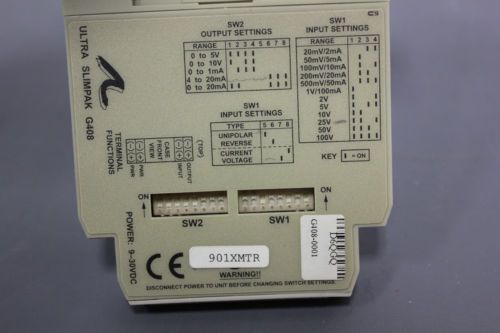 ULTRA SLIMPAK G408
SW2
OUTPUT SETTINGS
RANGE 1 2 3 4 5 6 7 8
0 to 5V
0 to 10V
0 to 1mA
4 to 20mA
0 to 20mA
SW1
INPUT SETTINGS
RANGE 1 2 3 4
20mV/2mA
50mV/5mA
100mV/10mA
200mV/20mA
500mV/50mA
1V/100mA
2V
5V
10V
25V
50V
100V
SW1
INPUT SETTINGS
TYPE 5 6 7 8
UNIPOLAR
REVERSE
CURRENT
VOLTAGE
KEY = ON
TERMINAL FUNCTIONS
(TOP)
CASE FRONT VIEW
OUTPUT
INPUT
PWR
PWR
ON
SW2
SW1
ON
POWER: 9-30VDC
CE
901XMTR
G408-0001
D6QGQ
WARNING!!
DISCONNECT POWER TO UNIT BEFORE CHANGING SWITCH SETTINGS.